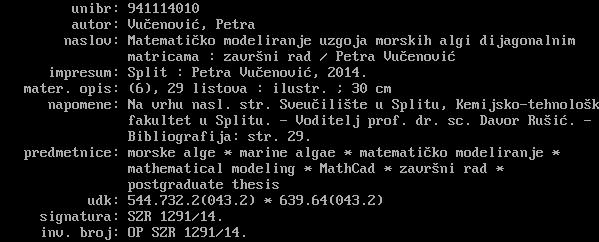 unibr: 941114010
autor: Vučenović, Petra
naslov: Matematičko modeliranje uzgoja morskih algi dijagonalnim
matricama : završni rad / Petra Vučenović
impresum: Split : Petra Vučenović, 2014.
mater. opis: (6), 29 listova : ilustr. ; 30 cm
napomene: Na vrhu nasl. str. Sveučilište u Splitu, Kemijsko-tehnološk
fakultet u Splitu. - Voditelj prof. dr. sc. Davor Rušić. -
Bibliografija: str. 29.
predmetnice: morske alge * marine algae * matematičko modeliranje *
mathematical modeling * MathCad * završni rad *
postgraduate thesis
udk: 544.732.2(043.2) * 639.64(043.2)
signatura: SZR 1291/14.
inv. broj: OP SZR 1291/14.